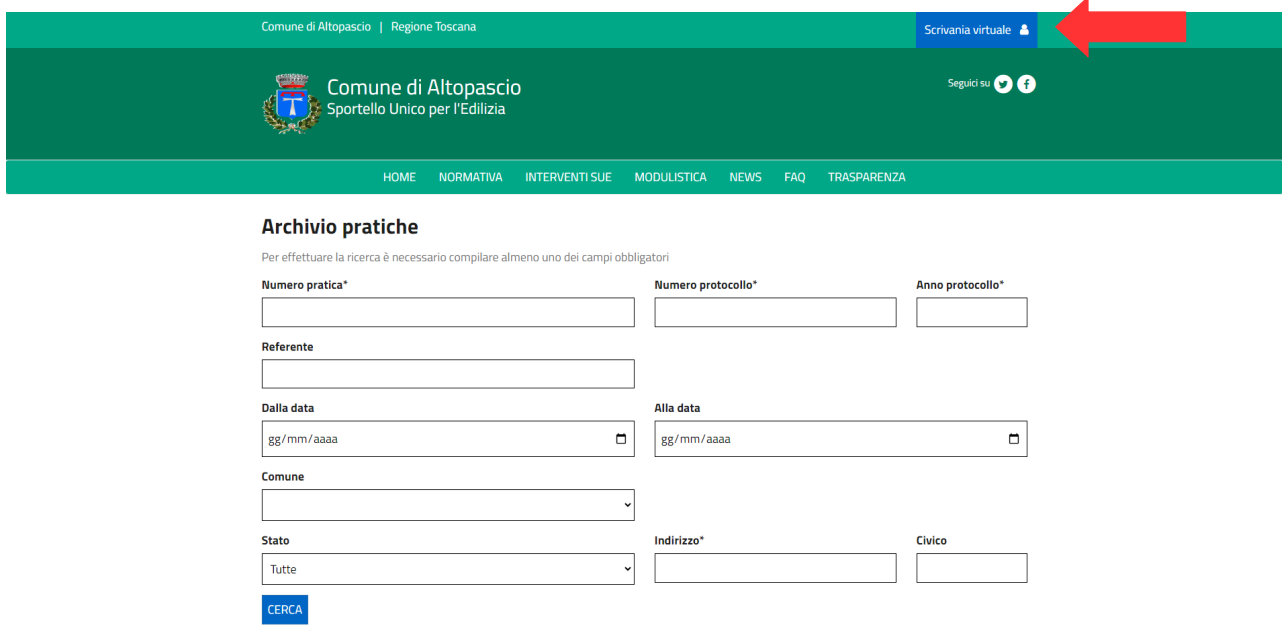 Comune di Altopascio | Regione Toscana
Scrivania virtuale
Comune di Altopascio
Sportello Unico per l'Edilizia
Seguici su
HOME NORMATIVA INTERVENTI SUE MODULISTICA NEWS FAQ TRASPARENZA
Archivio pratiche
Per effettuare la ricerca è necessario compilare almeno uno dei campi obbligatori
Numero pratica* Numero protocollo* Anno protocollo*
Referente
Dalla data Alla data
gg/mm/aaaa gg/mm/aaaa
Comune
Stato Indirizzo* Civico
Tutte
CERCA